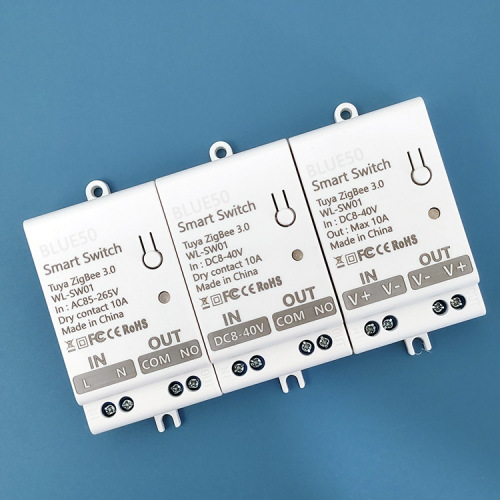 BLUE50
Smart Switch
Tuya ZigBee 3.0
WL-SW01
In : AC85-265V
Dry contact 10A
Made in China
FC CE RoHS
IN
OUT
L N
COM NO
BLUE50
Smart Switch
Tuya ZigBee 3.0
WL-SW01
In : DC8-40V
Dry contact 10A
Made in China
FC CE RoHS
IN
OUT
DC8-40V
COM NO
BLUE50
Smart Switch
Tuya ZigBee 3.0
WL-SW01
In : DC8-40V
Out : Max 10A
Made in China
FC CE RoHS
IN
OUT
V+ V-
V- V+